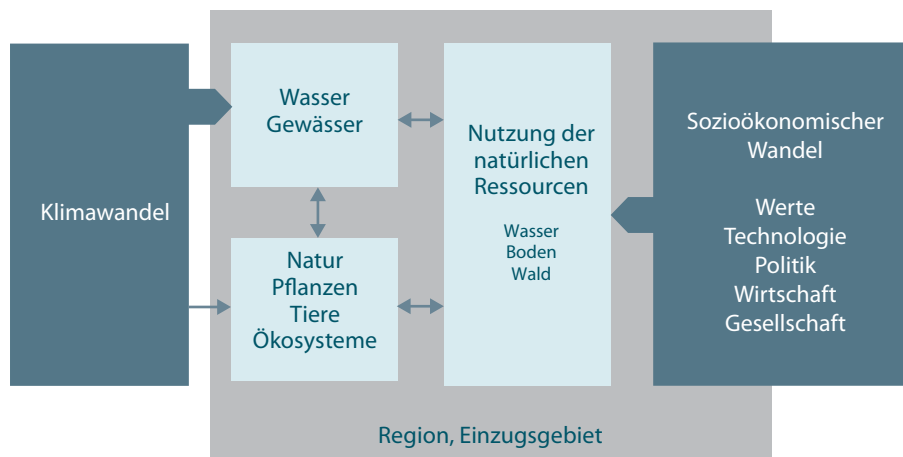 Klimawandel
Wasser
Gewässer
Natur
Pflanzen
Tiere
Ökosysteme
Nutzung der
natürlichen
Ressourcen
Wasser
Boden
Wald
Sozioökonomischer
Wandel
Werte
Technologie
Politik
Wirtschaft
Gesellschaft
Region, Einzugsgebiet